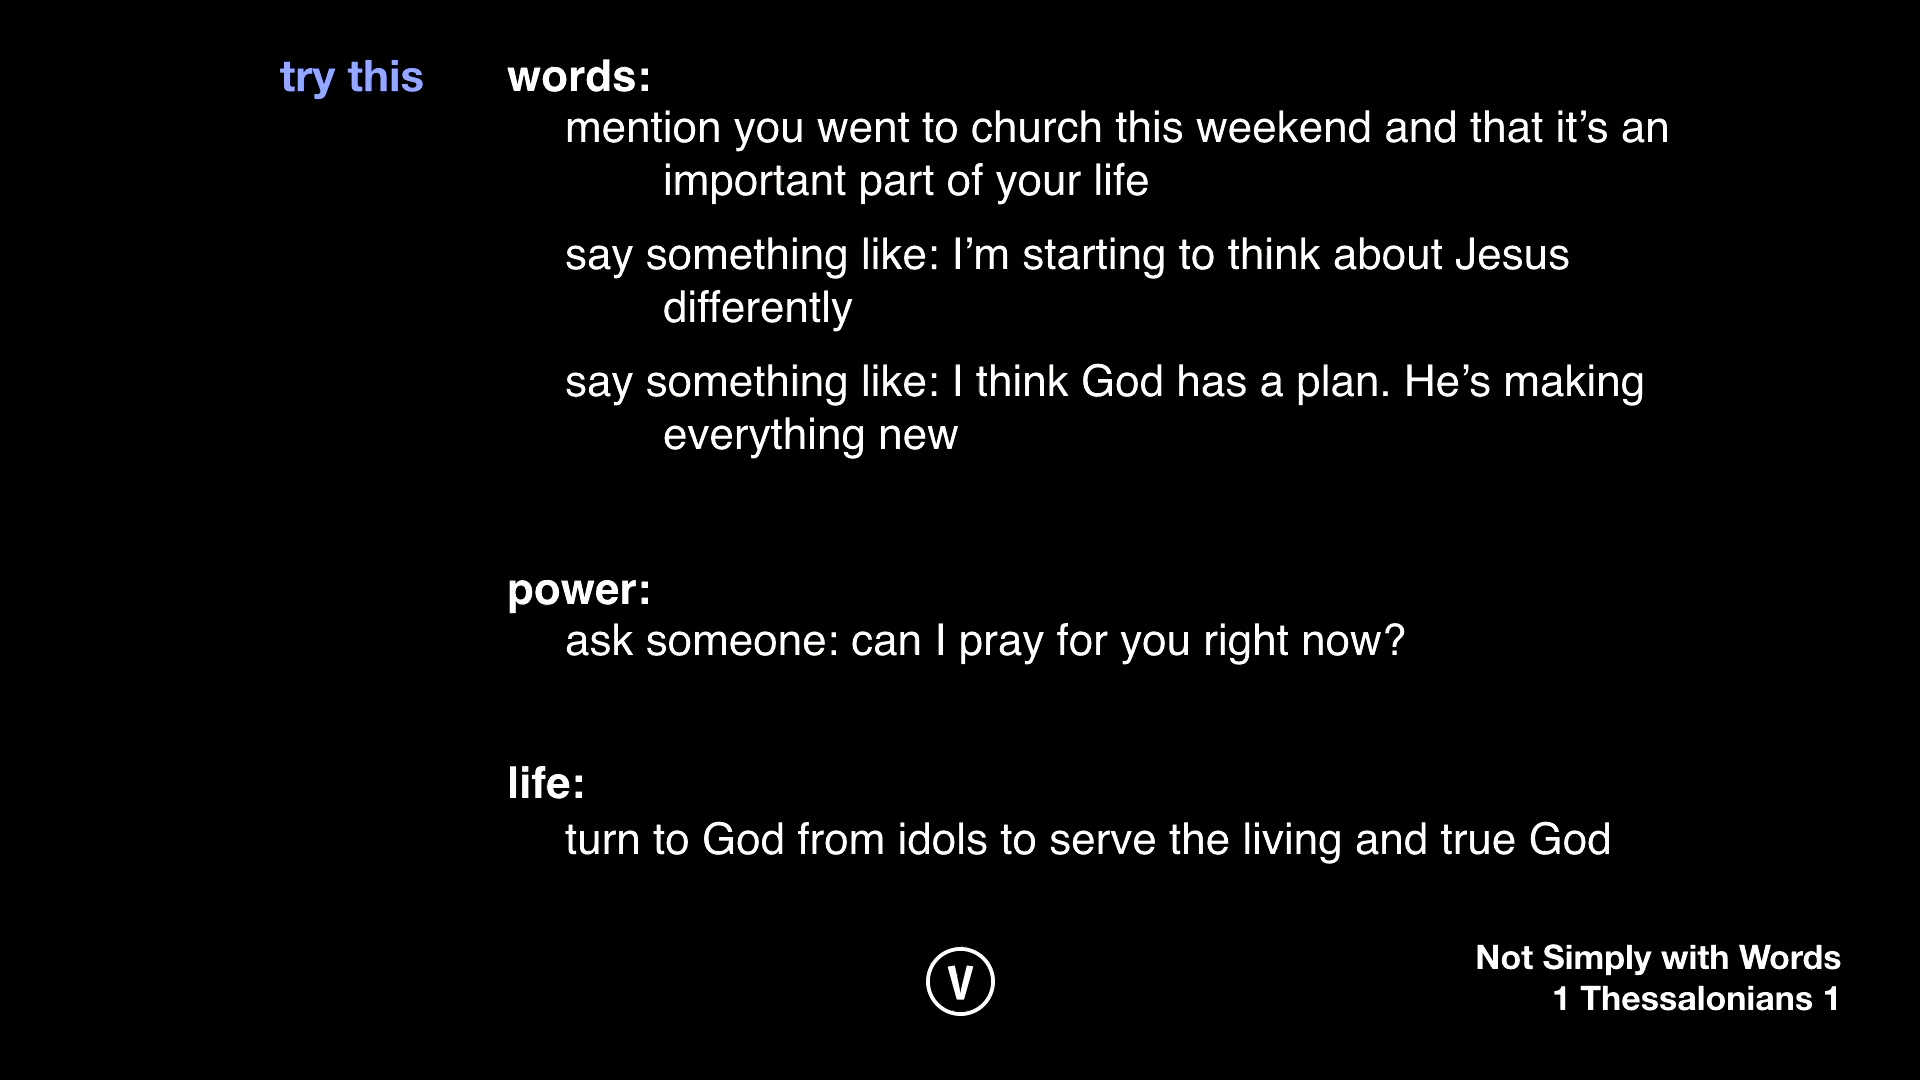 try this
words:
mention you went to church this weekend and that it’s an
important part of your life
say something like: I’m starting to think about Jesus
differently
say something like: I think God has a plan. He’s making
everything new
power:
ask someone: can I pray for you right now?
life:
turn to God from idols to serve the living and true God
V
Not Simply with Words
1 Thessalonians 1